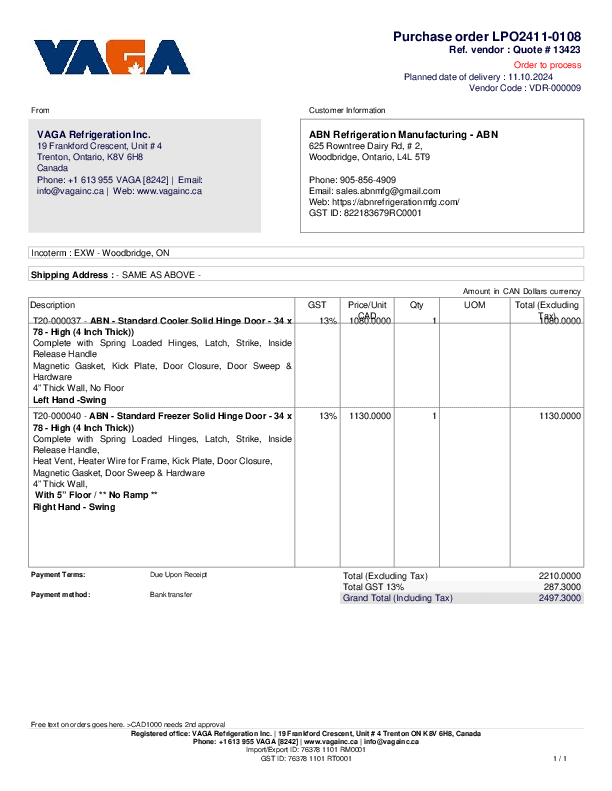 VAGA
Purchase order LPO2411-0108
Ref. vendor : Quote # 13423
Order to process
Planned date of delivery : 11.10.2024
Vendor Code : VDR-000009
From
Customer Information
VAGA Refrigeration Inc.
19 Frankford Crescent, Unit # 4
Trenton, Ontario, K8V 6H8
Canada
Phone: +1 613 955 VAGA [8242] | Email:
info@vagainc.ca | Web: www.vagainc.ca
ABN Refrigeration Manufacturing - ABN
625 Rowntree Dairy Rd, # 2,
Woodbridge, Ontario, L4L 5T9
Phone: 905-856-4909
Email: sales.abnmfg@gmail.com
Web: https://abnrefrigerationmfg.com/
GST ID: 822183679RC0001
Incoterm : EXW - Woodbridge, ON
Shipping Address : - SAME AS ABOVE -
Amount in CAN Dollars currency
Description GST Price/Unit CAD Qty UOM Total (Excluding Tax)
T20-000037 - ABN - Standard Cooler Solid Hinge Door - 34 x 13% 1080.0000 1 1080.0000
78 - High (4 Inch Thick))
Complete with Spring Loaded Hinges, Latch, Strike, Inside
Release Handle
Magnetic Gasket, Kick Plate, Door Closure, Door Sweep &
Hardware
4" Thick Wall, No Floor
Left Hand -Swing
T20-000040 - ABN - Standard Freezer Solid Hinge Door - 34 x 13% 1130.0000 1 1130.0000
78 - High (4 Inch Thick))
Complete with Spring Loaded Hinges, Latch, Strike, Inside
Release Handle,
Heat Vent, Heater Wire for Frame, Kick Plate, Door Closure,
Magnetic Gasket, Door Sweep & Hardware
4" Thick Wall,
With 5" Floor / ** No Ramp **
Right Hand - Swing
Payment Terms: Due Upon Receipt
Payment method: Bank transfer
Total (Excluding Tax) 2210.0000
Total GST 13% 287.3000
Grand Total (Including Tax) 2497.3000
Free text on orders goes here. >CAD1000 needs 2nd approval
Registered office: VAGA Refrigeration Inc. | 19 Frankford Crescent, Unit # 4 Trenton ON K8V 6H8, Canada
Phone: +1 613 955 VAGA [8242] | www.vagainc.ca | info@vagainc.ca
Import/Export ID: 76378 1101 RM0001
GST ID: 76378 1101 RT0001
1 / 1